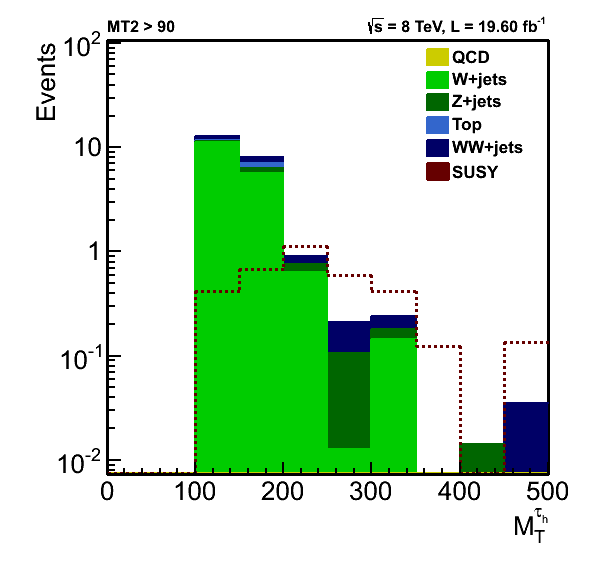 MT2 > 90
√s = 8 TeV, L = 19.60 fb⁻¹
Events
10²
10
1
10⁻¹
10⁻²
QCD
W+jets
Z+jets
Top
WW+jets
SUSY
0 100 200 300 400 500
M_T^{τ_h}